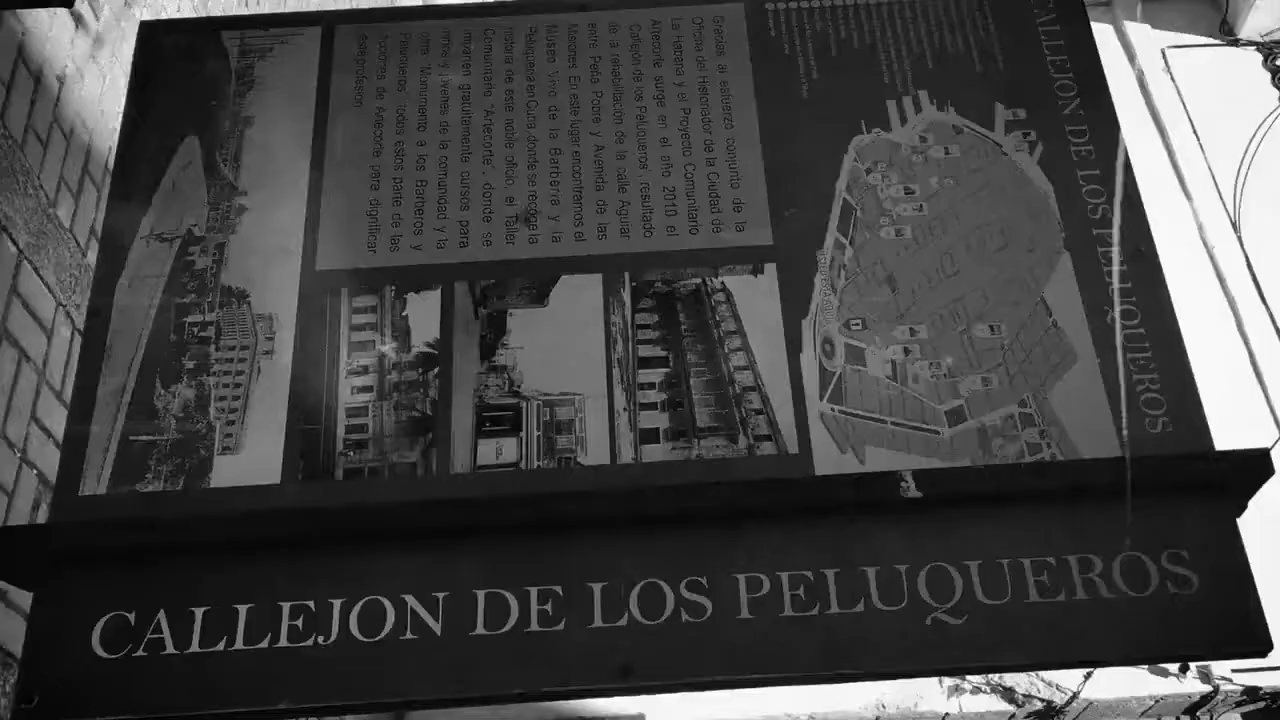 CALLEJON DE LOS PELUQUEROS
Gracias al esfuerzo conjunto de la
Oficina del Historiador de la Ciudad de
La Habana y el Proyecto Comunitario
Artecorte surge en el año 2010 el
Callejón de los Peluqueros resultado
de la rehabilitación de la calle Aguiar
entre Peña Pobre y Avenida de las
Misiones. En este lugar encontramos el
Museo Vivo de la Barbería y la
Peluquería en Cuba donde se recoge la
historia de este noble oficio, el Taller
Comunitario "Artecorte", donde se
imparten gratuitamente cursos para
niños y jóvenes de la comunidad y la
obra "Monumento a los Barberos y
Peluqueros" todos estos parte de las
acciones de Artecorte para dignificar
esta profesión
CALLEJON DE LOS PELUQUEROS